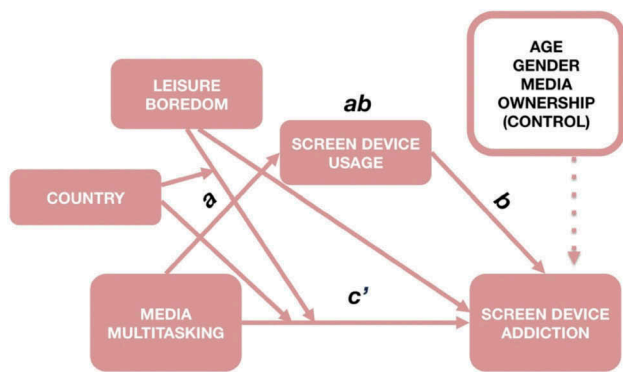 AGE
GENDER
MEDIA
OWNERSHIP
(CONTROL)
LEISURE
BOREDOM
ab
SCREEN DEVICE
USAGE
COUNTRY
a
b
MEDIA
MULTITASKING
c’
SCREEN DEVICE
ADDICTION